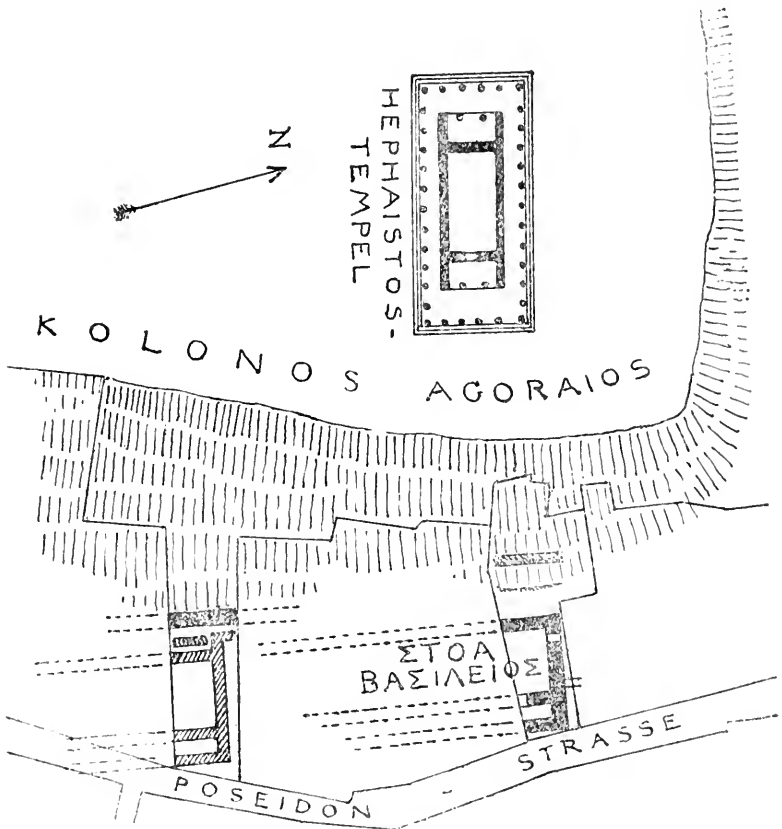 HEPHAISTOS-
TEMPEL
N
KOLONOS AGORAIOS
ΣΤΟΑ
ΒΑΣΙΛΕΙΟΣ
POSEIDON - STRASSE